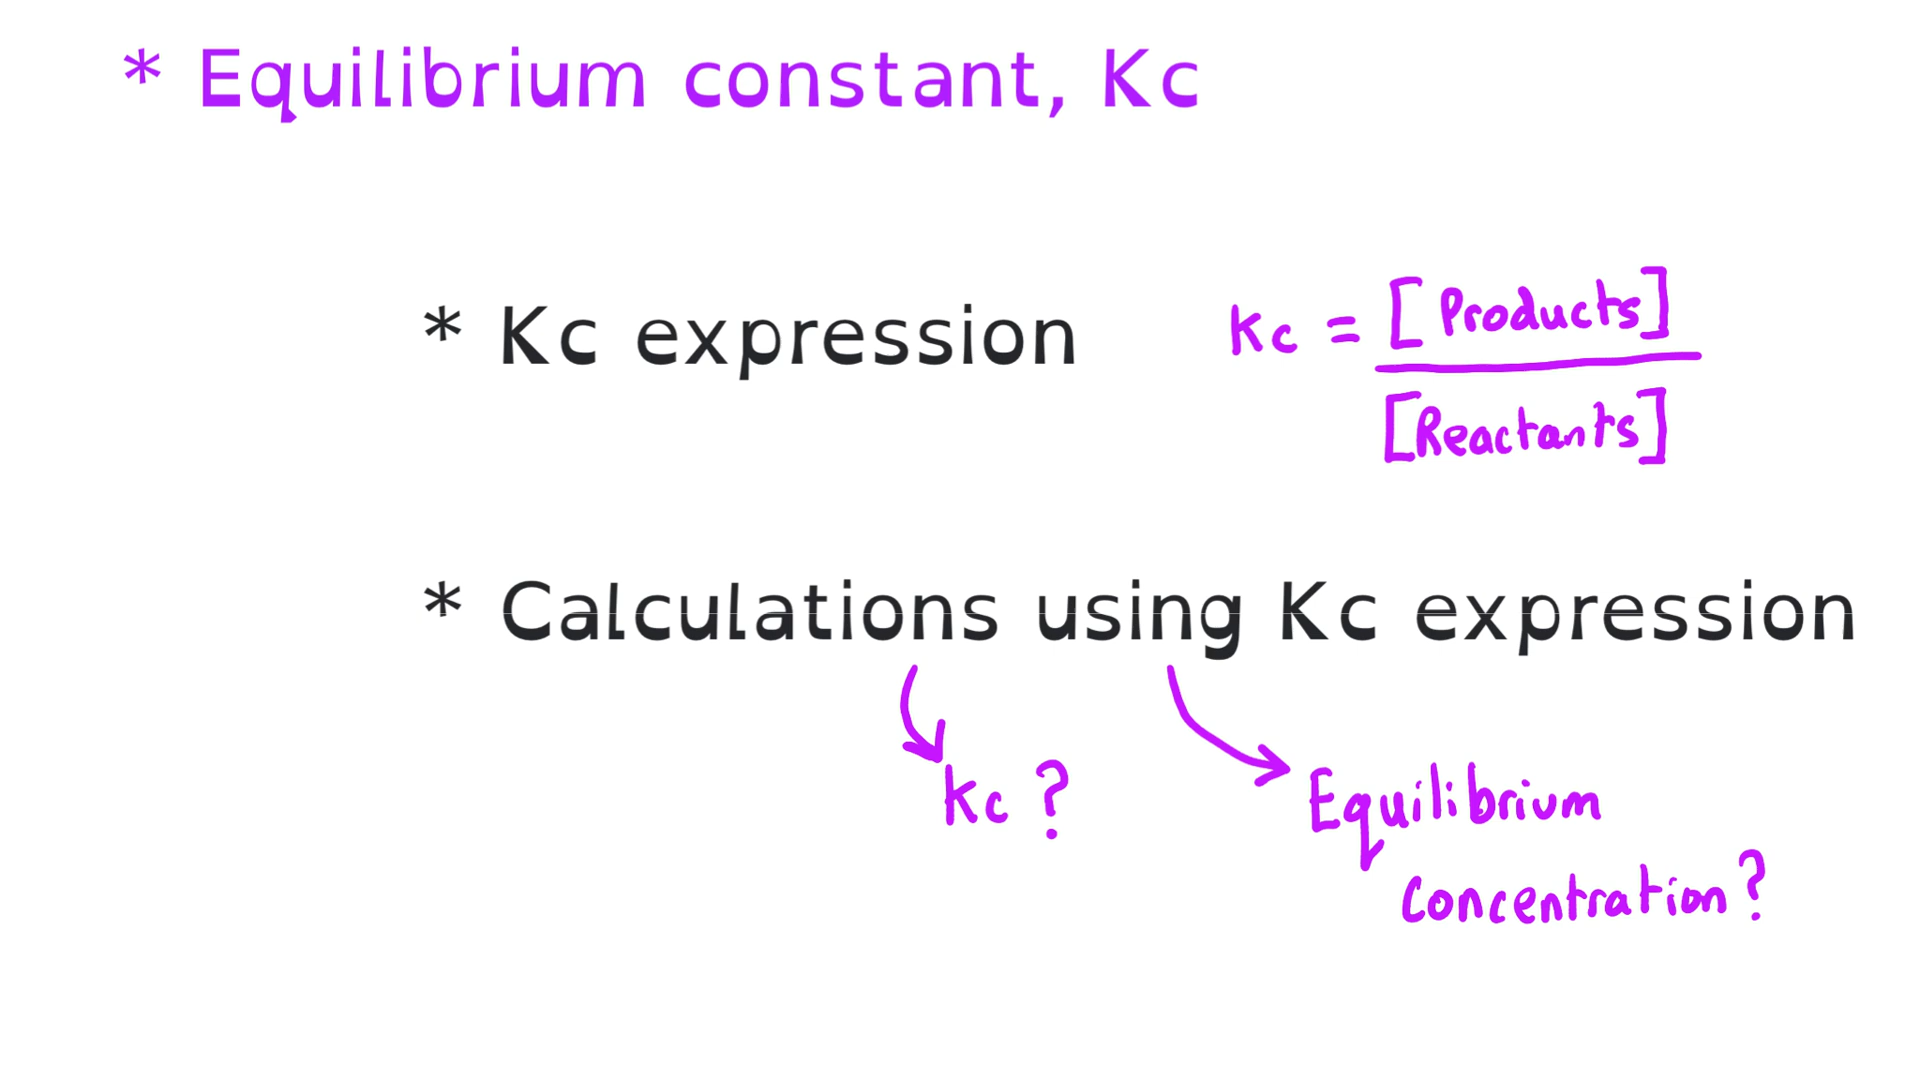 * Equilibrium constant, Kc
* Kc expression
Kc = [Products]
[Reactants]
* Calculations using Kc expression
Kc ?
Equilibrium
Concentration?